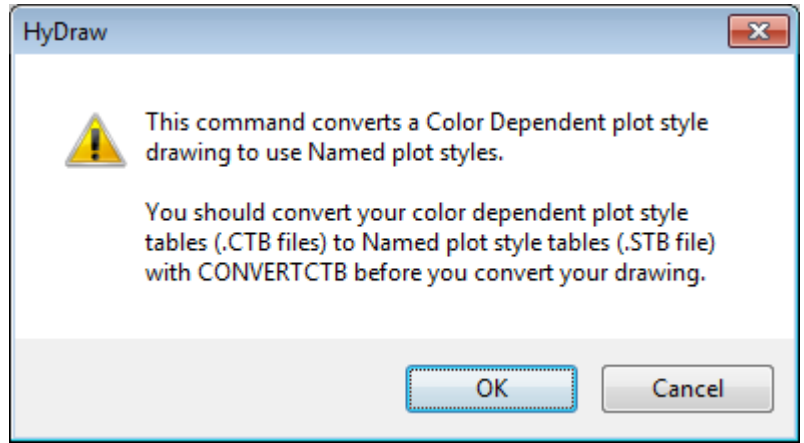 HyDraw
This command converts a Color Dependent plot style
drawing to use Named plot styles.
You should convert your color dependent plot style
tables (.CTB files) to Named plot style tables (.STB file)
with CONVERTCTB before you convert your drawing.
OK
Cancel